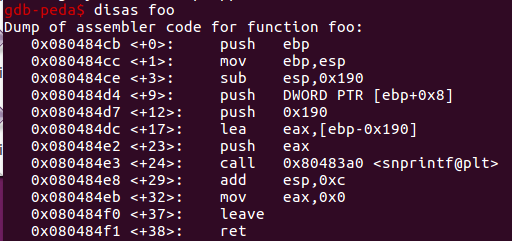 gdb-peda$ disas foo
Dump of assembler code for function foo:
0x080484cb <+0>: push ebp
0x080484cc <+1>: mov ebp,esp
0x080484ce <+3>: sub esp,0x190
0x080484d4 <+9>: push DWORD PTR [ebp+0x8]
0x080484d7 <+12>: push 0x190
0x080484dc <+17>: lea eax,[ebp-0x190]
0x080484e2 <+23>: push eax
0x080484e3 <+24>: call 0x80483a0 <snprintf@plt>
0x080484e8 <+29>: add esp,0xc
0x080484eb <+32>: mov eax,0x0
0x080484f0 <+37>: leave
0x080484f1 <+38>: ret